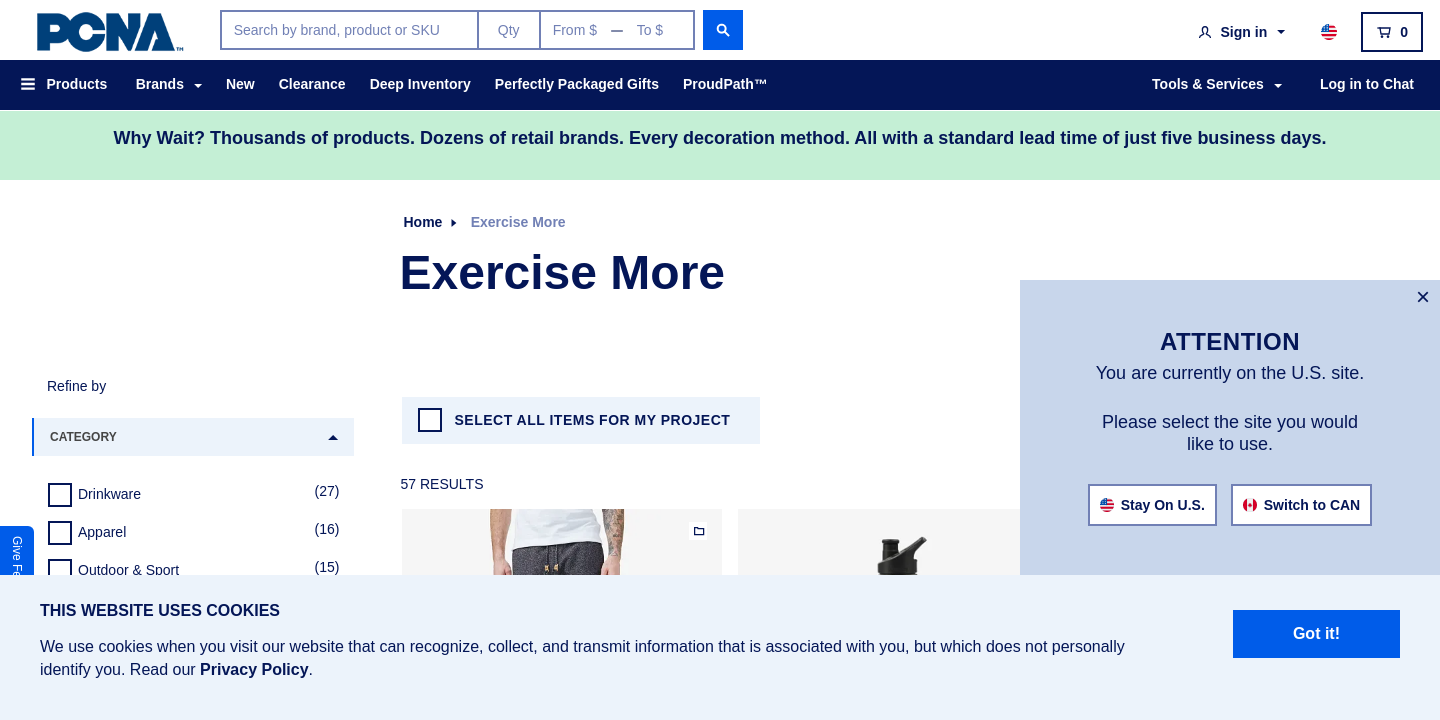 PCNA™
Search by brand, product or SKU
Qty
From $ — To $
Sign in
0
Products
Brands
New
Clearance
Deep Inventory
Perfectly Packaged Gifts
ProudPath™
Tools & Services
Log in to Chat
Why Wait? Thousands of products. Dozens of retail brands. Every decoration method. All with a standard lead time of just five business days.
Home
Exercise More
Exercise More
Refine by
CATEGORY
Drinkware (27)
Apparel (16)
Outdoor & Sport (15)
SELECT ALL ITEMS FOR MY PROJECT
57 RESULTS
ATTENTION
You are currently on the U.S. site.
Please select the site you would
like to use.
Stay On U.S.
Switch to CAN
Give
THIS WEBSITE USES COOKIES
We use cookies when you visit our website that can recognize, collect, and transmit information that is associated with you, but which does not personally
identify you. Read our Privacy Policy.
Got it!